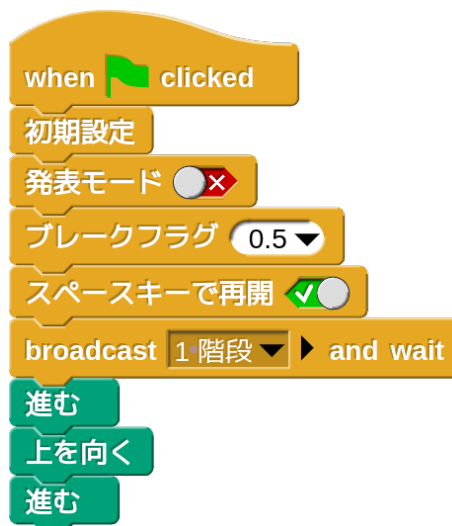 when clicked
初期設定
発表モード
ブレークフラグ 0.5
スペースキーで再開
broadcast 1 階段 and wait
進む
上を向く
進む